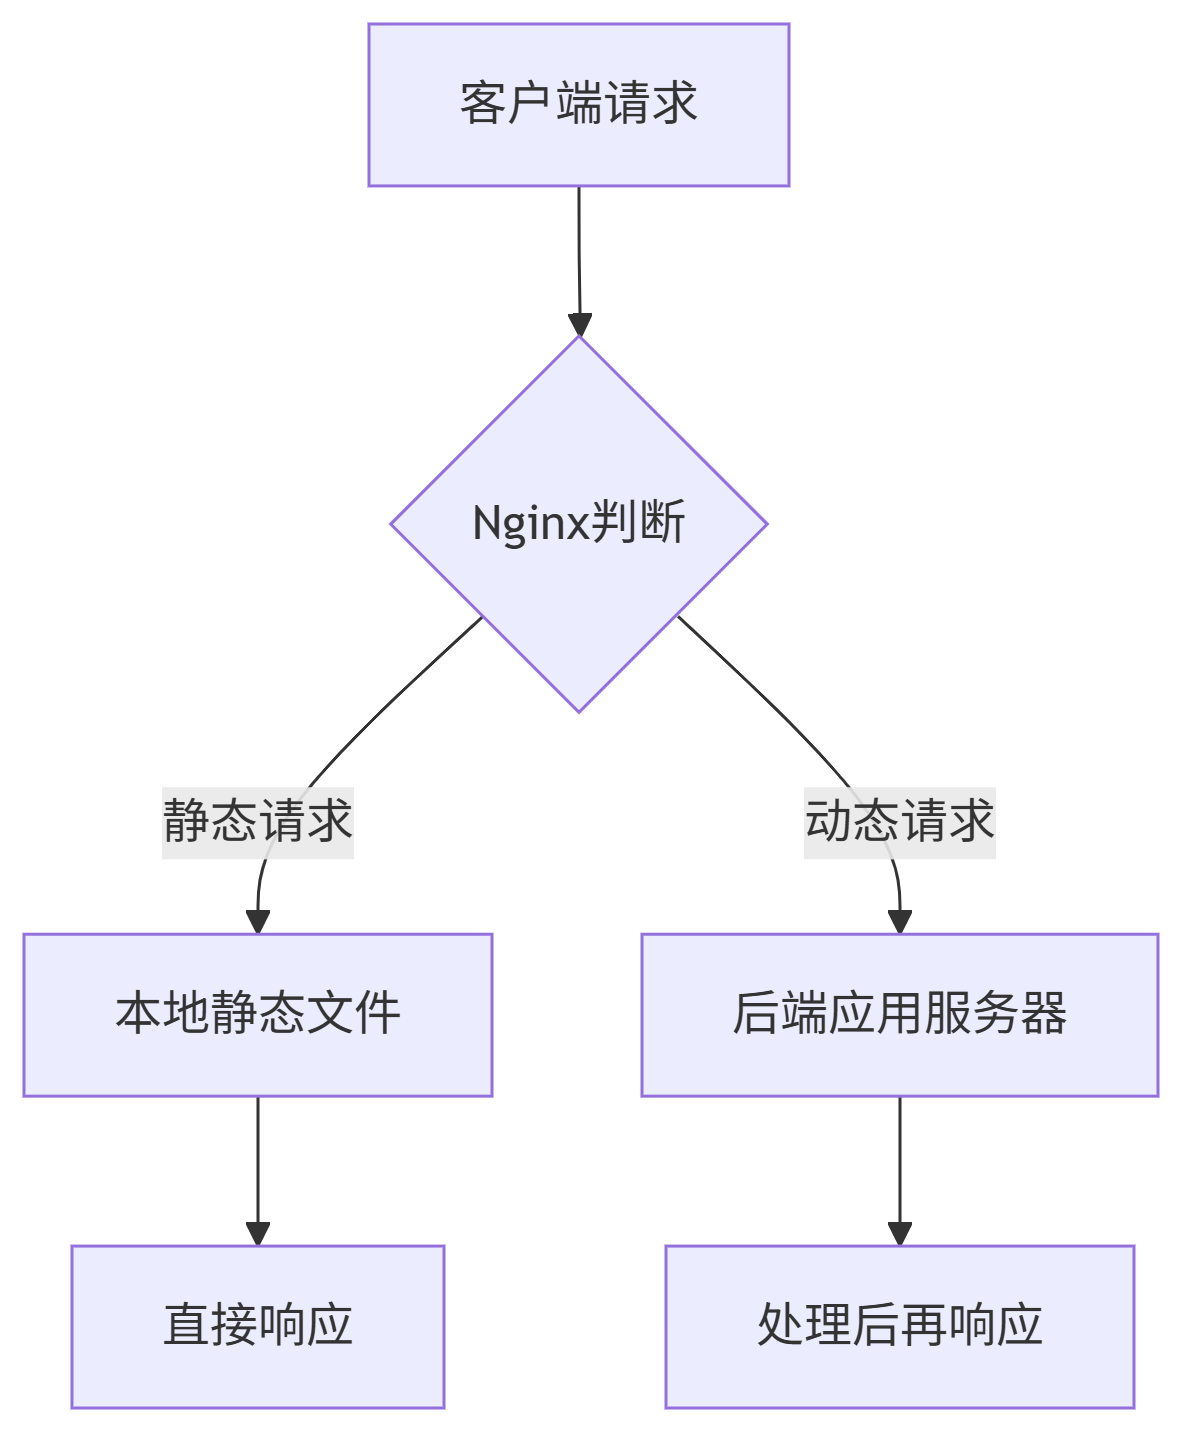 客户端请求
Nginx判断
静态请求
动态请求
本地静态文件
后端应用服务器
直接响应
处理后再响应